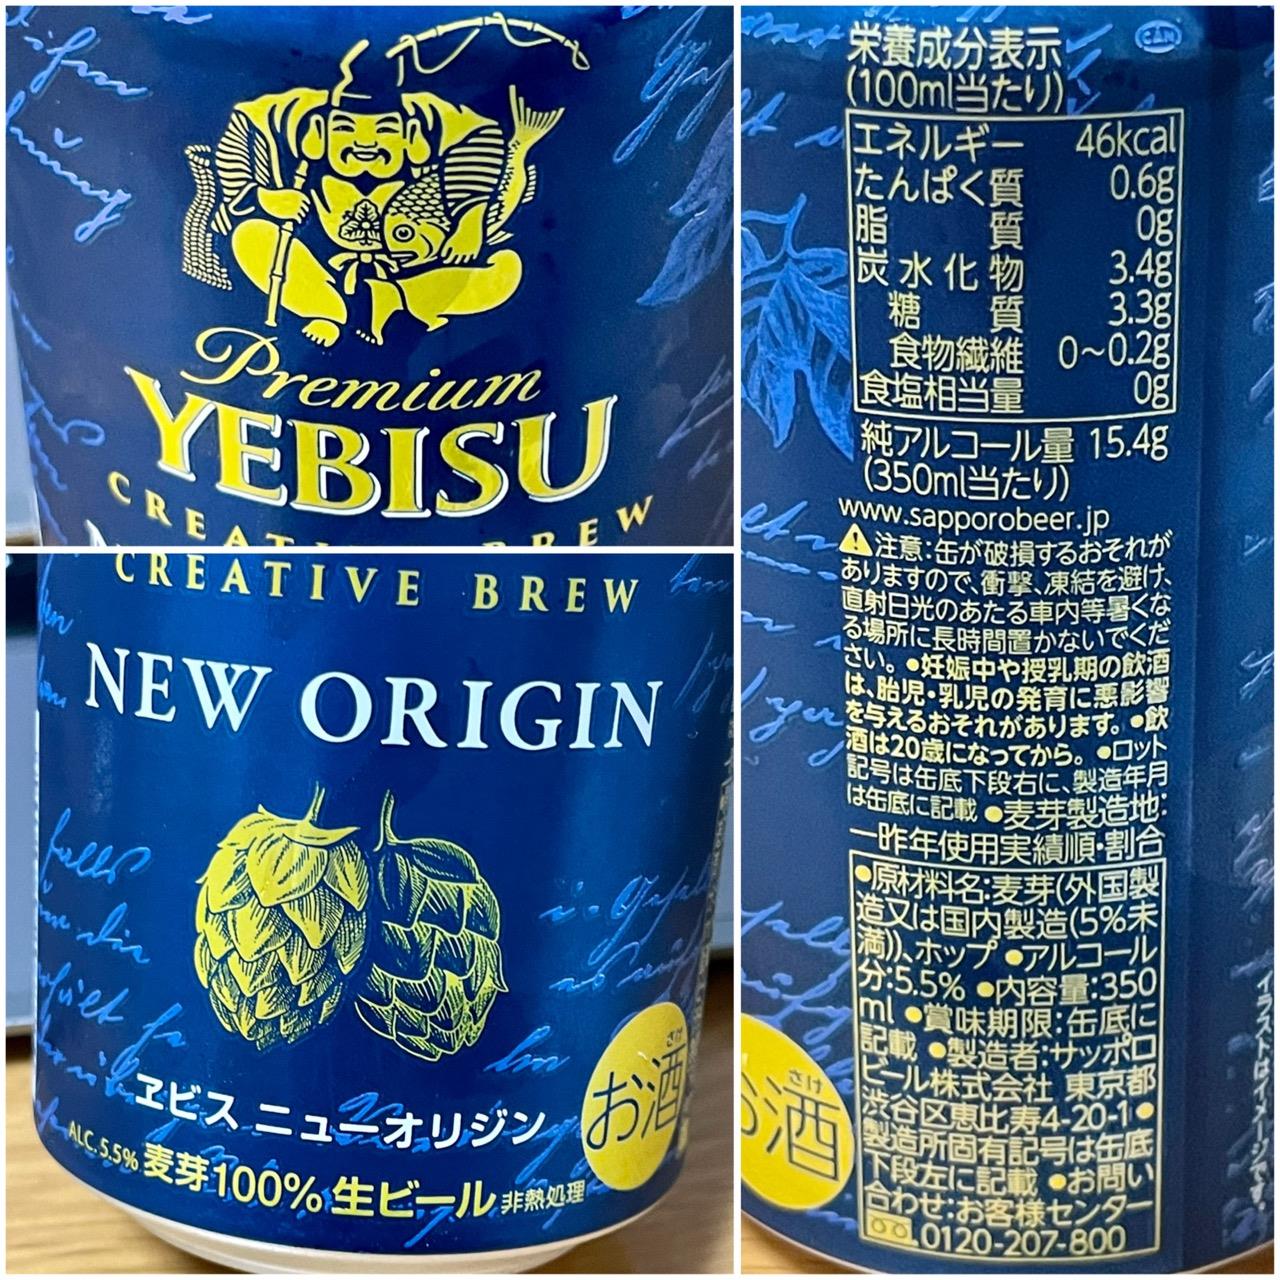 Premium
YEBISU
CREATIVE BREW
CREATIVE BREW
NEW ORIGIN
ヱビス ニューオリジン
ALC.5.5% 麦芽100% 生ビール 非熱処理
さけ
お酒
栄養成分表示
(100ml当たり)
エネルギー 46kcal
たんぱく質 0.6g
脂質 0g
炭水化物 3.4g
糖質 3.3g
食物繊維 0~0.2g
食塩相当量 0g
純アルコール量 15.4g
(350ml当たり)
www.sapporobeer.jp
注意:缶が破損するおそれが
ありますので、衝撃、凍結を避け、
直射日光のあたる車内等暑くな
る場所に長時間置かないでくだ
さい。●妊娠中や授乳期の飲酒
は、胎児・乳児の発育に悪影響
を与えるおそれがあります。●飲
酒は20歳になってから。●ロット
記号は缶底下段右に、製造年月
は缶底に記載 ●麦芽製造地:
一昨年使用実績順・割合
●原材料名:麦芽(外国製
造又は国内製造(5%未
満))、ホップ ●アルコール
分:5.5% ●内容量:350
ml ●賞味期限:缶底に
記載 ●製造者:サッポロ
ビール株式会社 東京都
渋谷区恵比寿4-20-1●
製造所固有記号は缶底
下段左に記載 ●お問い
合わせ:お客様センター
0120-207-800
さけ
お酒
イラストはイメージです。
CAN